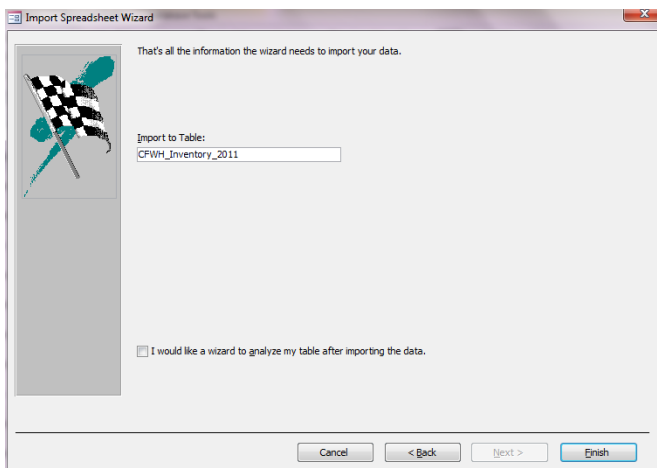 Import Spreadsheet Wizard
That's all the information the wizard needs to import your data.
Import to Table:
CFWH_Inventory_2011
I would like a wizard to analyze my table after importing the data.
Cancel
< Back
Next >
Finish